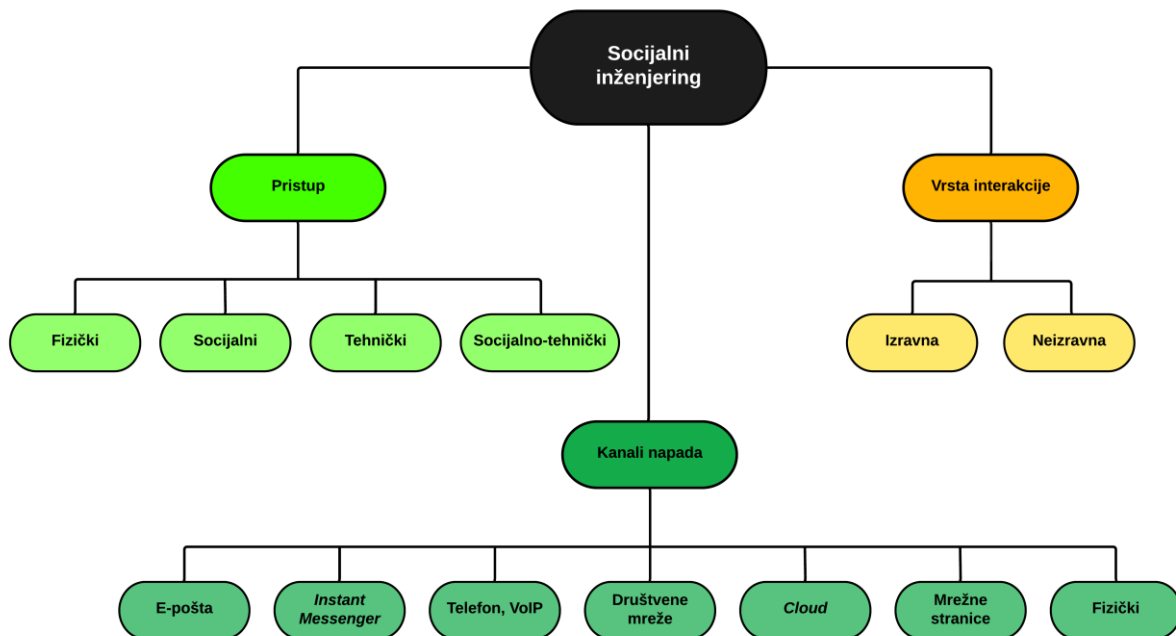 Socijalni
inženjering
Pristup
Vrsta interakcije
Fizički
Socijalni
Tehnički
Socijalno-tehnički
Izravna
Neizravna
Kanali napada
E-pošta
Instant
Messenger
Telefon, VoIP
Društvene
mreže
Cloud
Mrežne
stranice
Fizički